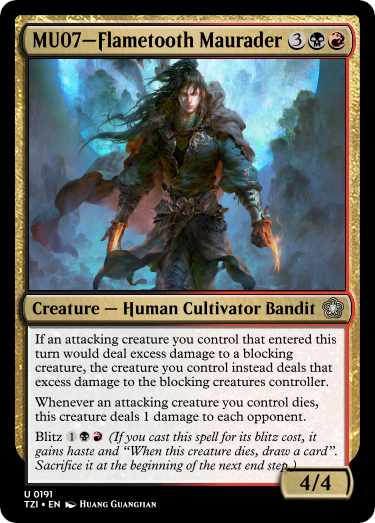 MU07—Flametooth Maurader 3
Creature — Human Cultivator Bandit
If an attacking creature you control that entered this
turn would deal excess damage to a blocking
creature, the creature you control instead deals that
excess damage to the blocking creatures controller.
Whenever an attacking creature you control dies,
this creature deals 1 damage to each opponent.
Blitz 1 (If you cast this spell for its blitz cost, it
gains haste and “When this creature dies, draw a card”.
Sacrifice it at the beginning of the next end step.)
4/4
U 0191
TZI • EN Huang Guangjian